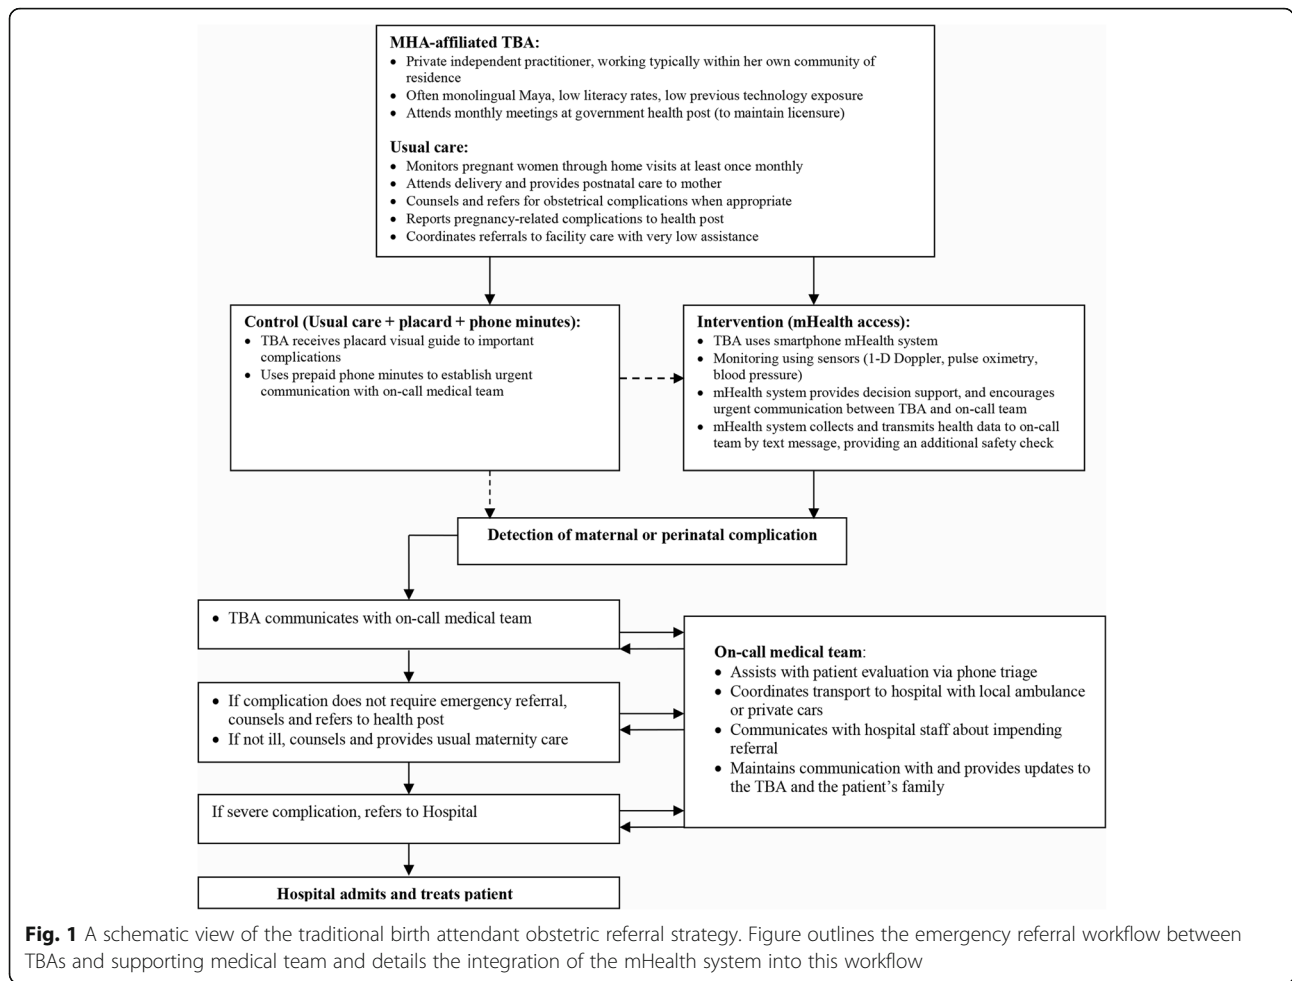 MHA-affiliated TBA:
• Private independent practitioner, working typically within her own community of
residence
• Often monolingual Maya, low literacy rates, low previous technology exposure
• Attends monthly meetings at government health post (to maintain licensure)
Usual care:
• Monitors pregnant women through home visits at least once monthly
• Attends delivery and provides postnatal care to mother
• Counsels and refers for obstetrical complications when appropriate
• Reports pregnancy-related complications to health post
• Coordinates referrals to facility care with very low assistance
Control (Usual care + placard + phone minutes):
• TBA receives placard visual guide to important
complications
• Uses prepaid phone minutes to establish urgent
communication with on-call medical team
Intervention (mHealth access):
• TBA uses smartphone mHealth system
• Monitoring using sensors (1-D Doppler, pulse oximetry,
blood pressure)
• mHealth system provides decision support, and encourages
urgent communication between TBA and on-call team
• mHealth system collects and transmits health data to on-call
team by text message, providing an additional safety check
Detection of maternal or perinatal complication
• TBA communicates with on-call medical team
• If complication does not require emergency referral,
counsels and refers to health post
• If not ill, counsels and provides usual maternity care
If severe complication, refers to Hospital
Hospital admits and treats patient
On-call medical team:
• Assists with patient evaluation via phone triage
• Coordinates transport to hospital with local ambulance
or private cars
• Communicates with hospital staff about impending
referral
• Maintains communication with and provides updates to
the TBA and the patient's family
Fig. 1 A schematic view of the traditional birth attendant obstetric referral strategy. Figure outlines the emergency referral workflow between
TBAs and supporting medical team and details the integration of the mHealth system into this workflow